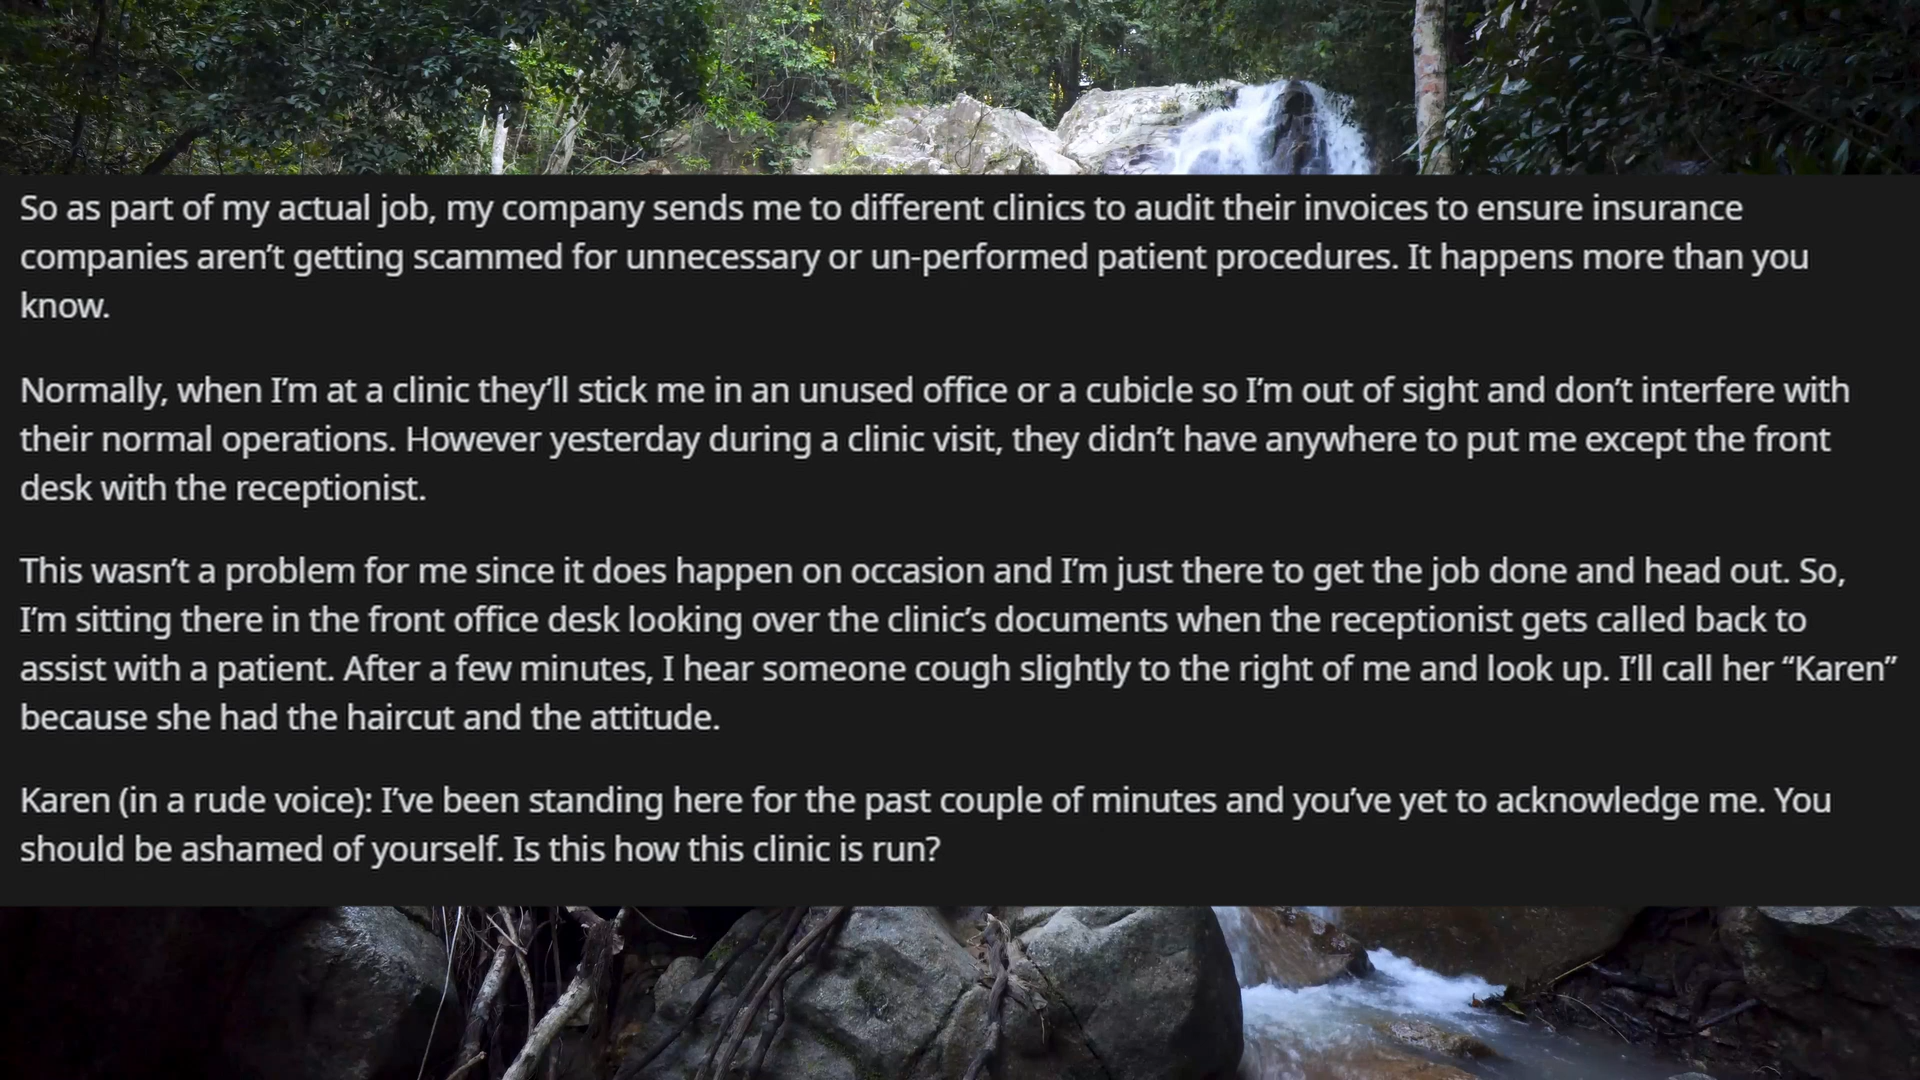 So as part of my actual job, my company sends me to different clinics to audit their invoices to ensure insurance
companies aren’t getting scammed for unnecessary or un-performed patient procedures. It happens more than you
know.
Normally, when I’m at a clinic they’ll stick me in an unused office or a cubicle so I’m out of sight and don’t interfere with
their normal operations. However yesterday during a clinic visit, they didn’t have anywhere to put me except the front
desk with the receptionist.
This wasn’t a problem for me since it does happen on occasion and I’m just there to get the job done and head out. So,
I’m sitting there in the front office desk looking over the clinic’s documents when the receptionist gets called back to
assist with a patient. After a few minutes, I hear someone cough slightly to the right of me and look up. I’ll call her “Karen”
because she had the haircut and the attitude.
Karen (in a rude voice): I’ve been standing here for the past couple of minutes and you’ve yet to acknowledge me. You
should be ashamed of yourself. Is this how this clinic is run?